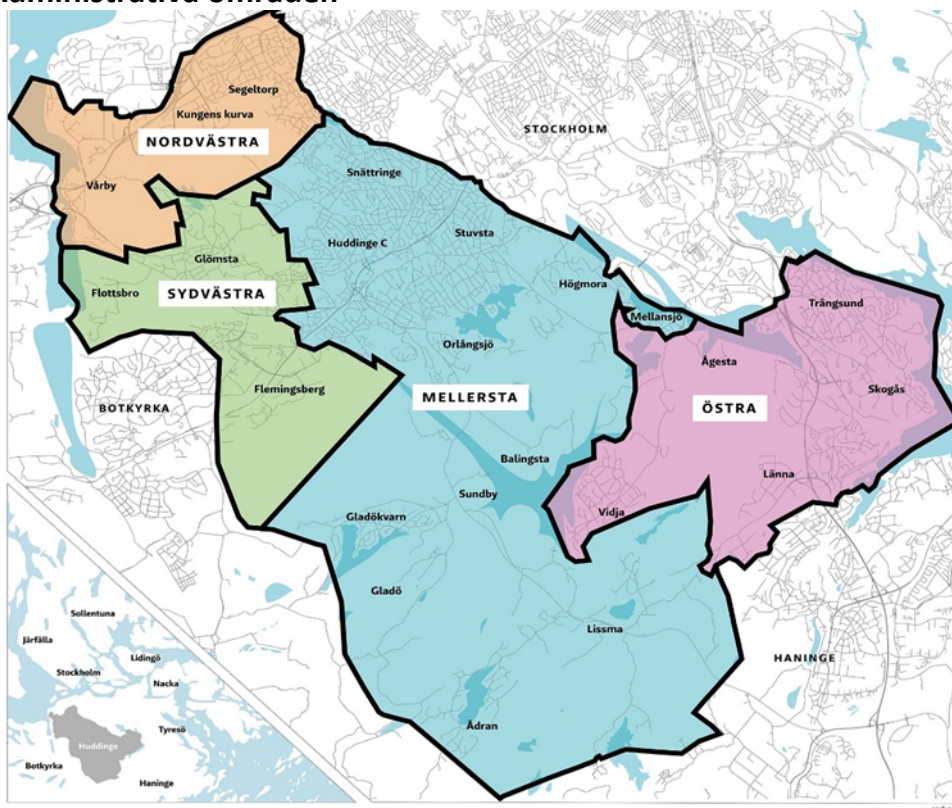 Administrativa områden
Segeltorp
Kungens kurva
STOCKHOLM
NORDVÄSTRA
Snättringe
Vårby
Stuvsta
Huddinge C
Glömsta
Högmora
Flottsbro
SYDVÄSTRA
Trångsund
Mellansjö
Orlångsjö
Ågesta
Flemingsberg
Skogås
MELLERSTA
BOTKYRKA
ÖSTRA
Balingsta
Länna
Sundby
Vidja
Gladökvarn
Gladö
Sollentuna
Lissma
Järfälla
Lidingö
HANINGE
Stockholm
Nacka
Ådran
Tyresö
Huddinge
Botkyrka
Haninge